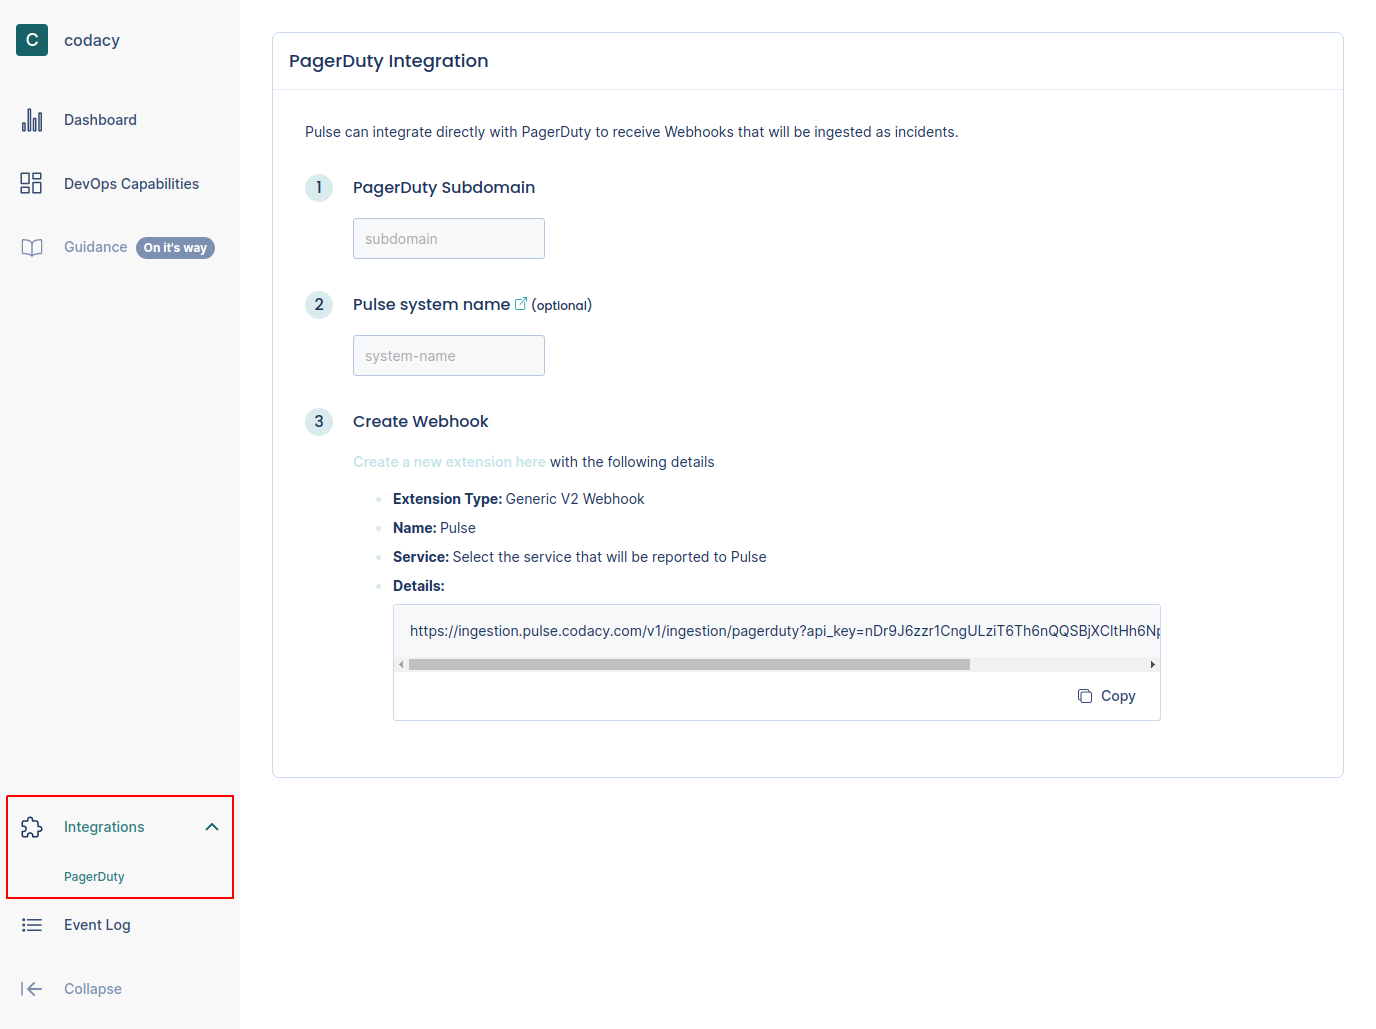 C codacy
Dashboard
DevOps Capabilities
Guidance On it's way
Integrations
PagerDuty
Event Log
Collapse
PagerDuty Integration
Pulse can integrate directly with PagerDuty to receive Webhooks that will be ingested as incidents.
1 PagerDuty Subdomain
subdomain
2 Pulse system name (optional)
system-name
3 Create Webhook
Create a new extension here with the following details
Extension Type: Generic V2 Webhook
Name: Pulse
Service: Select the service that will be reported to Pulse
Details:
https://ingestion.pulse.codacy.com/v1/ingestion/pagerduty?api_key=nDr9J6zzr1CngULziT6Th6nQQSBjXCltHh6Np
Copy